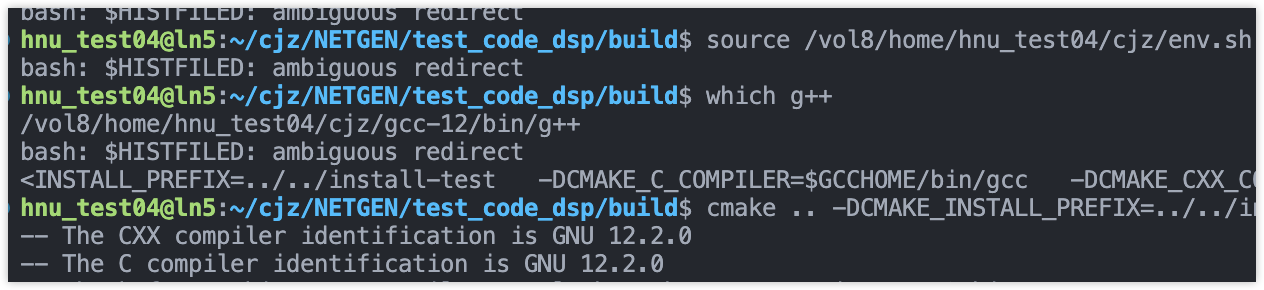 bash: $HISTFILED: ambiguous redirect
hnu_test04@ln5:~/cjz/NETGEN/test_code_dsp/build$ source /vol8/home/hnu_test04/cjz/env.sh
bash: $HISTFILED: ambiguous redirect
hnu_test04@ln5:~/cjz/NETGEN/test_code_dsp/build$ which g++
/vol8/home/hnu_test04/cjz/gcc-12/bin/g++
bash: $HISTFILED: ambiguous redirect
<INSTALL_PREFIX=../../install-test   -DCMAKE_C_COMPILER=$GCCHOME/bin/gcc   -DCMAKE_CXX_CO
hnu_test04@ln5:~/cjz/NETGEN/test_code_dsp/build$ cmake .. -DCMAKE_INSTALL_PREFIX=../../in
-- The CXX compiler identification is GNU 12.2.0
-- The C compiler identification is GNU 12.2.0